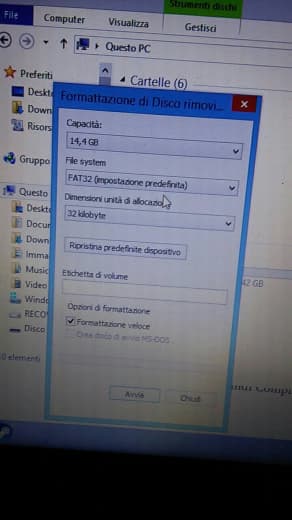 Strumenti dischi
File
Computer
Visualizza
Gestisci
Questo PC
Preferiti
Deskt
Down
Risors
Gruppo
Questo
Deskt
Docur
Down
Imma
Music
Video
Windo
RECO
Disco
0 elementi
Cartelle (6)
42 GB
Formattazione di Disco rimovi...
Capacità:
14,4 GB
File system
FAT32 (impostazione predefinita)
Dimensioni unità di allocazione
32 kilobyte
Ripristina predefinite dispositivo
Etichetta di volume
Opzioni di formattazione
Formattazione veloce
Crea disco di avvio MS-DOS
Avvia
Chiudi